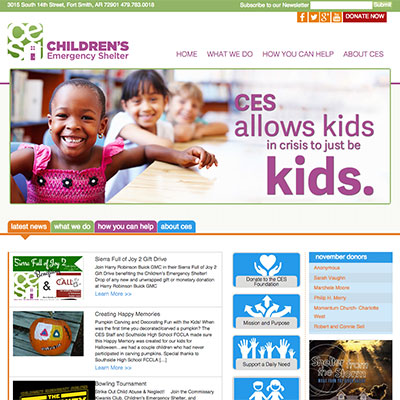 3015 South 14th Street, Fort Smith, AR 72901 479.783.0018
Subscribe to our Newsletter
Submit
DONATE NOW
ces
CHILDREN'S
Emergency Shelter
HOME WHAT WE DO HOW YOU CAN HELP ABOUT CES
CES
allows kids
in crisis to just be
kids.
latest news what we do how you can help about ces
Sierra Full of Joy 2
&
Sierra Full of Joy 2 Gift Drive
Join Harry Robinson Buick GMC in their Sierra Full of Joy 2
Gift Drive benefiting the Children's Emergency Shelter!
Drop of any new and unwrapped gift or monetary donation
at Harry Robinson Buick GMC
Learn More >>
Creating Happy Memories
Pumpkin Carving and Decorating Fun with the Kids! When
was the first time you decorated/carved a pumpkin? The
CES Staff and Southside High School FCCLA made sure
this Happy Memory was created for our kids for
Halloween...we had a couple children who had never
participated in carving pumpkins. Special thanks to
Southside High School FCCLA [...]
Learn More >>
Bowling Tournament
Strike Out Child Abuse & Neglect! Join the Commissary
Swans Club, Children's Emergency Shelter, and
Donate to the CES
Foundation
Mission and Purpose
Support a Daily Need
november donors
Anonymous
Sarah Vaughn
Marshele Moore
Philip H. Merry
Momentum Church- Charlotte
West
Robert and Connie Sell
Shelter from
the Storm